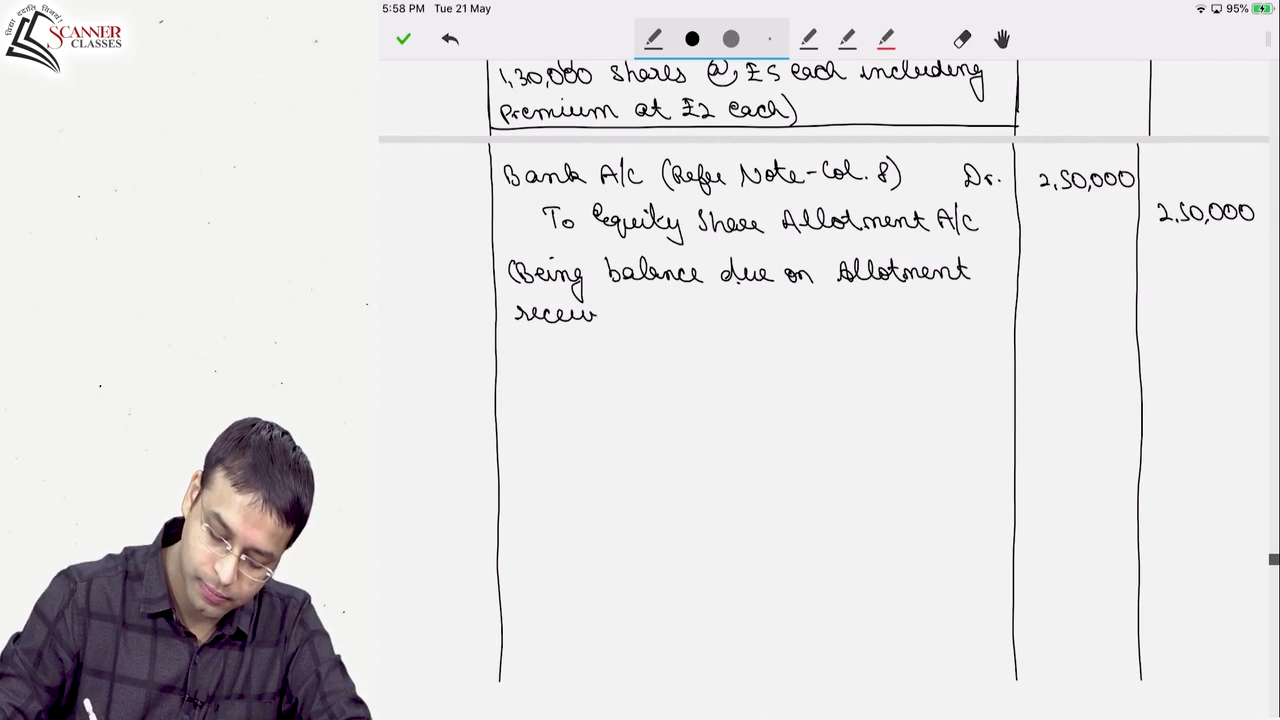 विद्या ददाति विनयं
SCANNER
CLASSES
5:58 PM Tue 21 May
95%
1,30,000 shares @ ₹5 each including
premium at ₹2 each)
Bank A/c (Refer Note-Col. 8) Dr. 2,50,000
To Equity Share Allotment A/c 2,50,000
(Being balance due on Allotment
receiv